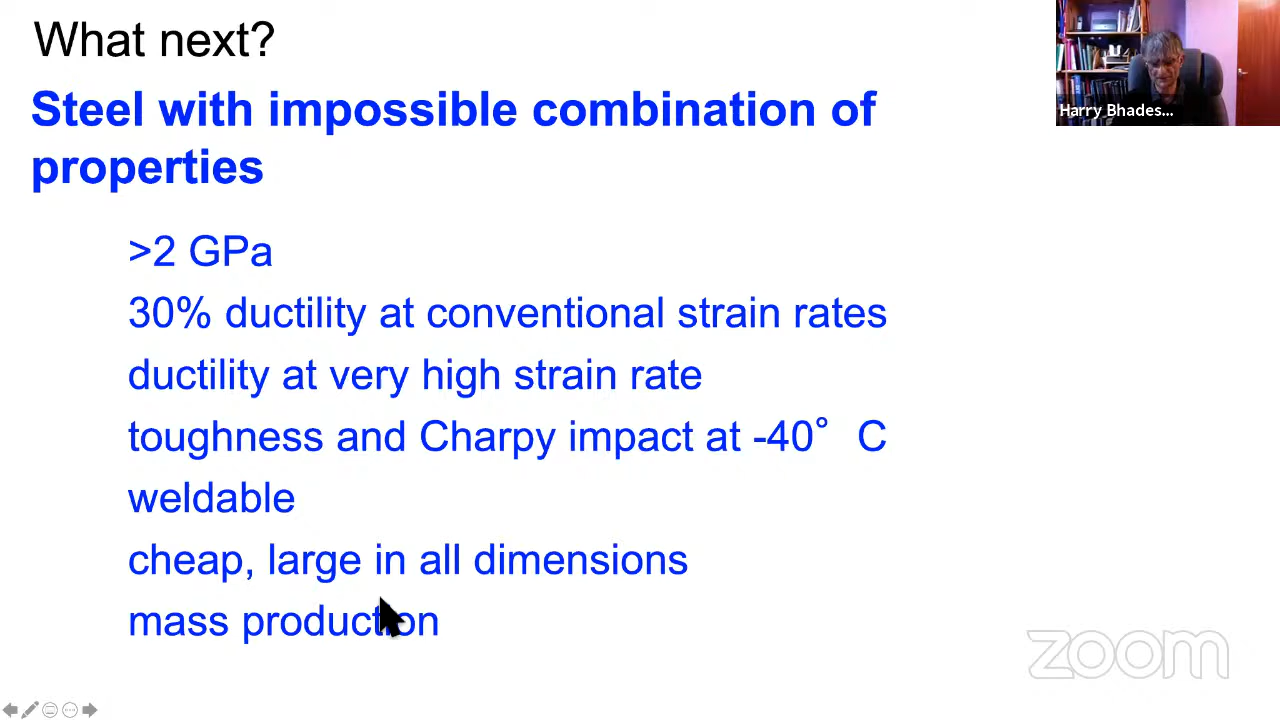 What next?
Steel with impossible combination of
properties
>2 GPa
30% ductility at conventional strain rates
ductility at very high strain rate
toughness and Charpy impact at -40° C
weldable
cheap, large in all dimensions
mass production
Harry Bhades...
zoom